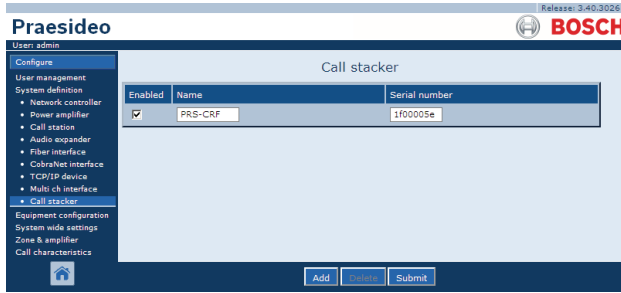 Release: 3.40.3026
Praesideo
BOSCH
User: admin
Configure
User management
System definition
• Network controller
• Power amplifier
• Call station
• Audio expander
• Fiber interface
• CobraNet interface
• TCP/IP device
• Multi ch interface
• Call stacker
Equipment configuration
System wide settings
Zone & amplifier
Call characteristics
Call stacker
Enabled Name Serial number
PRS-CRF 1f00005e
Add Delete Submit